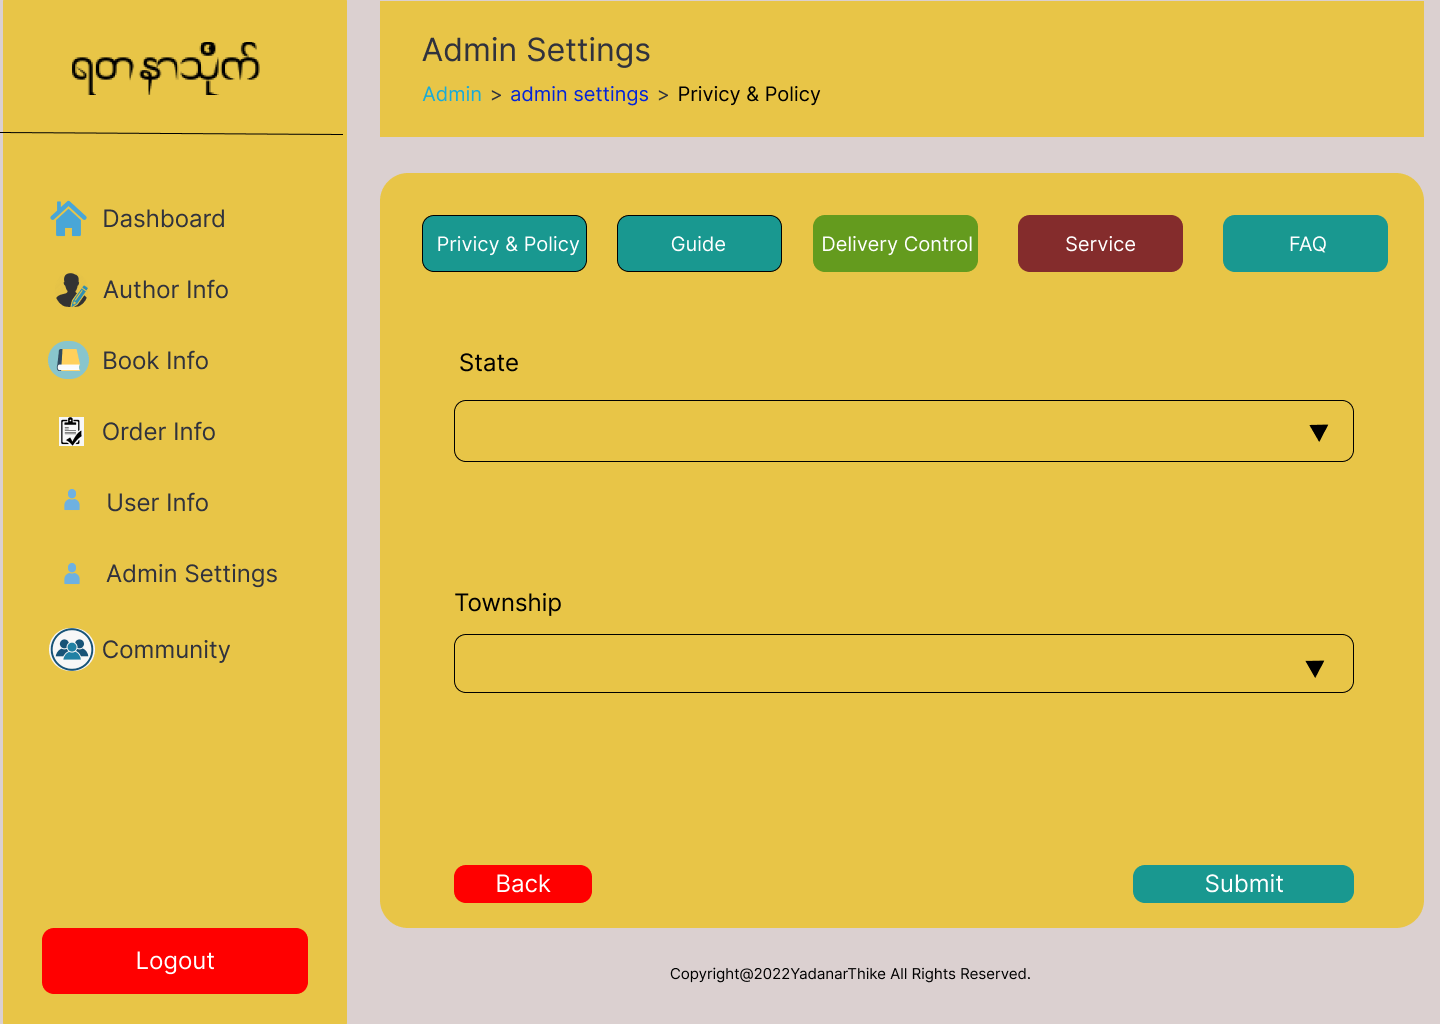 ရတနာသိုက်
Admin Settings
Admin > admin settings > Privicy & Policy
Dashboard
Author Info
Book Info
Order Info
User Info
Admin Settings
Community
Logout
Privicy & Policy
Guide
Delivery Control
Service
FAQ
State
Township
Back
Submit
Copyright@2022YadanarThike All Rights Reserved.